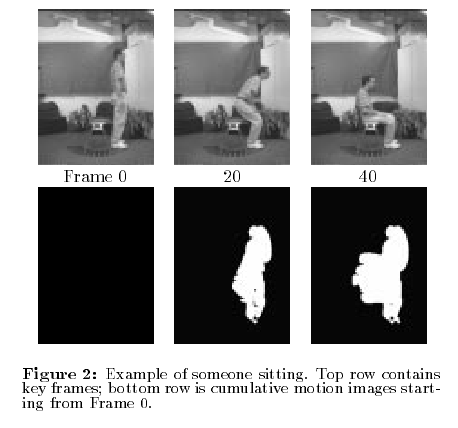 Frame 0 20 40
Figure 2: Example of someone sitting. Top row contains
key frames; bottom row is cumulative motion images start-
ing from Frame 0.